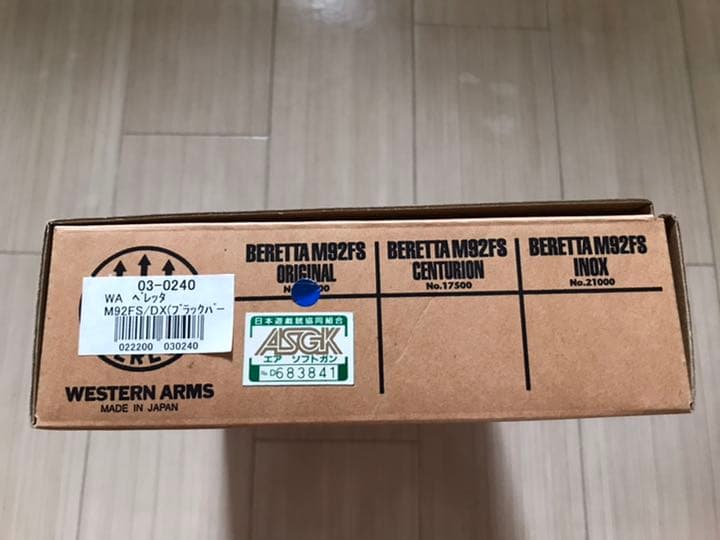 03-0240
WA ベレッタ
M92FS/DX(ブラックバー
022200 030240
WESTERN ARMS
MADE IN JAPAN
BERETTA M92FS
ORIGINAL
日本遊戯銃協同組合
ASGK
エア ソフトガン
No.D683841
BERETTA M92FS
CENTURION
No.17500
BERETTA M92FS
INOX
No.21000